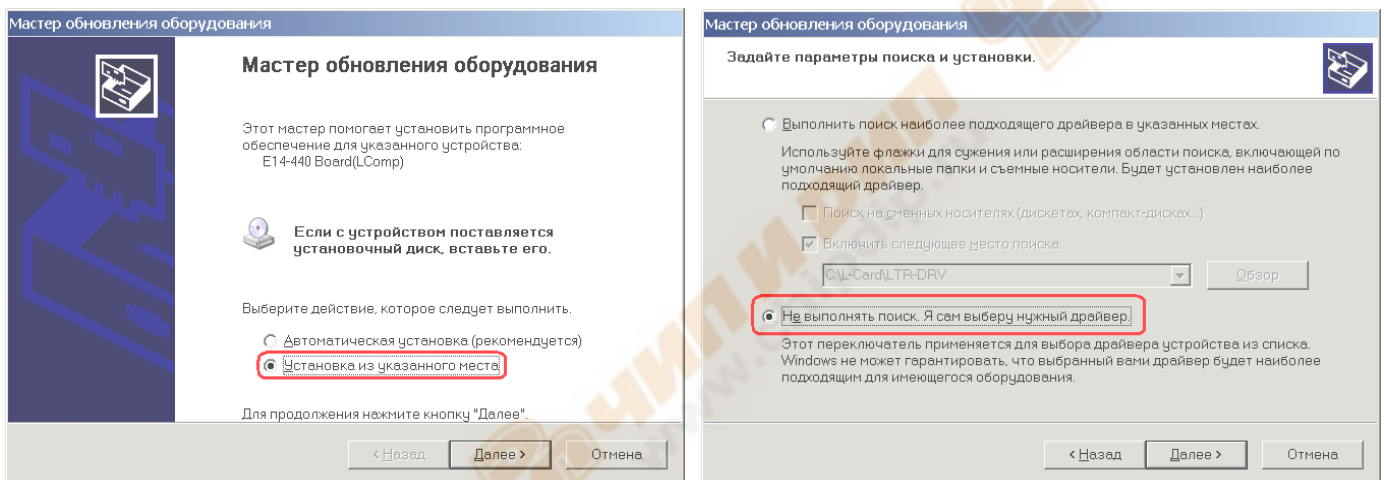 Мастер обновления оборудования
Мастер обновления оборудования
Этот мастер помогает установить программное
обеспечение для указанного устройства:
E14-440 Board(LComp)
Если с устройством поставляется
установочный диск, вставьте его.
Выберите действие, которое следует выполнить.
Автоматическая установка (рекомендуется)
Установка из указанного места
Для продолжения нажмите кнопку "Далее".
< Назад
Далее >
Отмена
Мастер обновления оборудования
Задайте параметры поиска и установки.
Выполнить поиск наиболее подходящего драйвера в указанных местах.
Используйте флажки для сужения или расширения области поиска, включающей по
умолчанию локальные папки и съемные носители. Будет установлен наиболее
подходящий драйвер.
Поиск на сменных носителях (дискетах, компакт-дисках...)
Включить следующее место поиска:
C:\L-Card\LTR-DRV
Обзор
Не выполнять поиск. Я сам выберу нужный драйвер.
Этот переключатель применяется для выбора драйвера устройства из списка.
Windows не может гарантировать, что выбранный вами драйвер будет наиболее
подходящим для имеющегося оборудования.
< Назад
Далее >
Отмена
ЧИП и ДИП
www.chipdip.ru